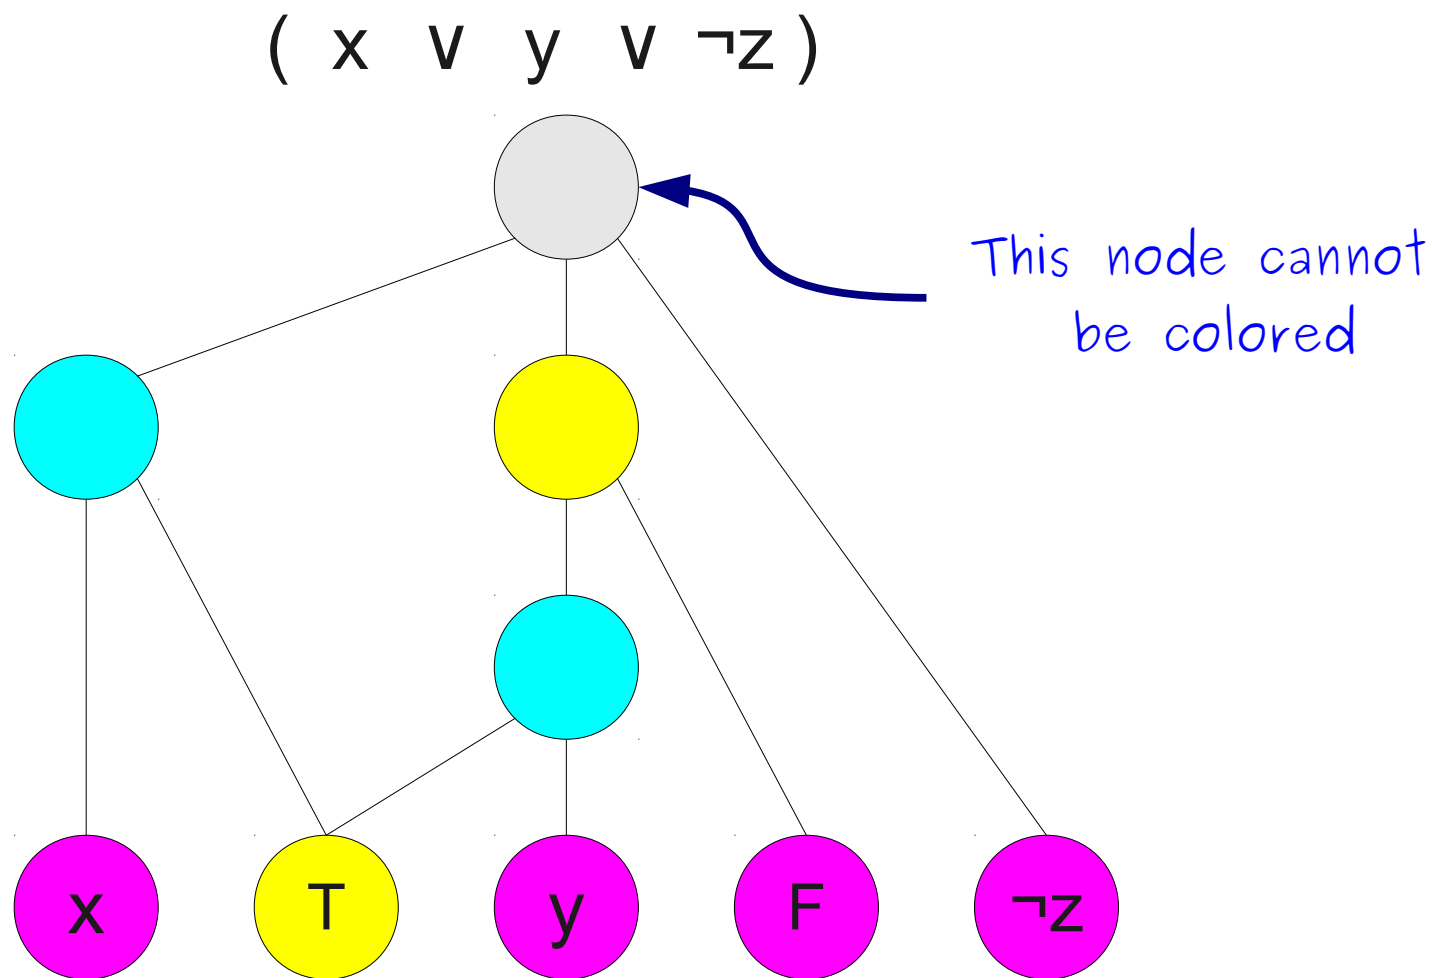 ( x ∨ y ∨ ¬z )
This node cannot
be colored
x T y F ¬z